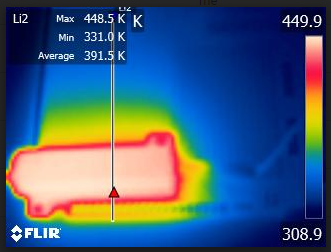 Li2 Max 448.5 K
Min 331.0 K
Average 391.5 K
Li2
K
449.9
308.9
FLIR